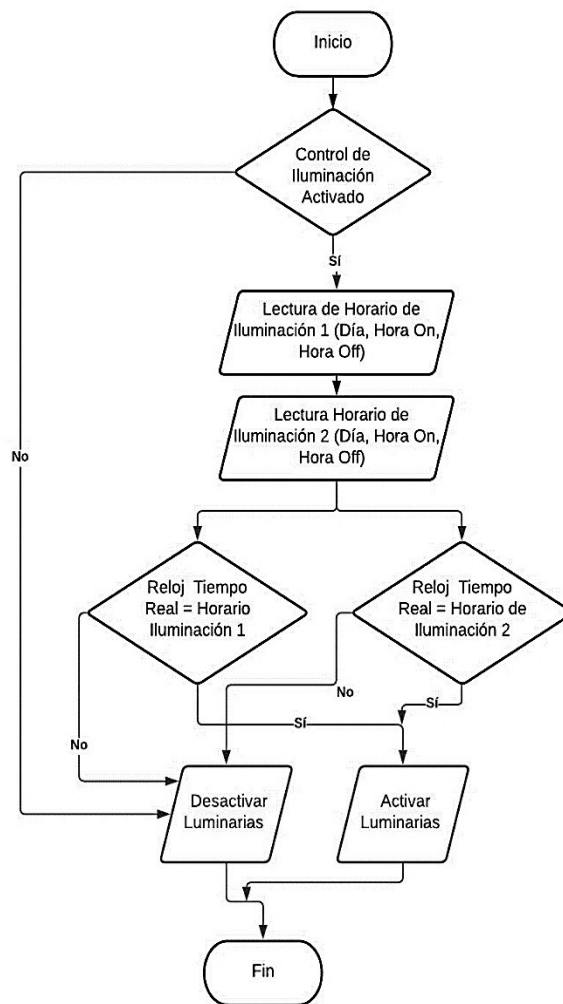 Inicio
Control de
Iluminación
Activado
Sí
Lectura de Horario de
Iluminación 1 (Día, Hora On,
Hora Off)
Lectura Horario de
Iluminación 2 (Día, Hora On,
Hora Off)
No
Reloj Tiempo
Real = Horario
Iluminación 1
Reloj Tiempo
Real = Horario de
Iluminación 2
No
Sí
Sí
No
Desactivar
Luminarias
Activar
Luminarias
Fin